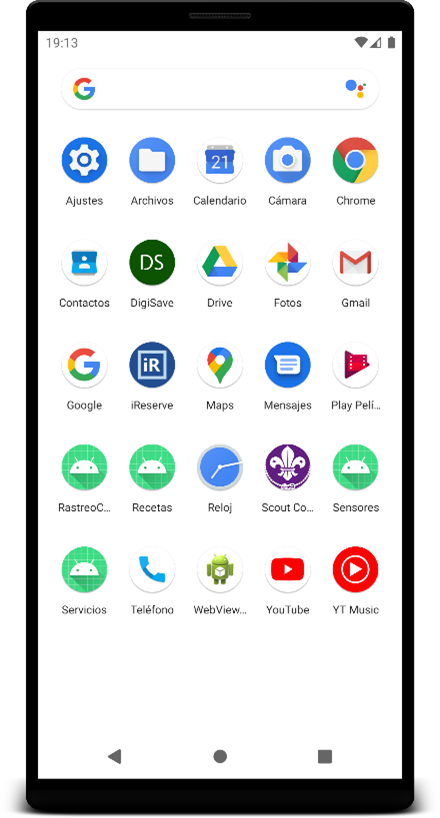 19:13
G
21
Ajustes Archivos Calendario Cámara Chrome
DS
Contactos DigiSave Drive Fotos Gmail
G iR
Google iReserve Maps Mensajes Play Pelí...
RastreoC... Recetas Reloj Scout Co... Sensores
Servicios Teléfono WebView... YouTube YT Music